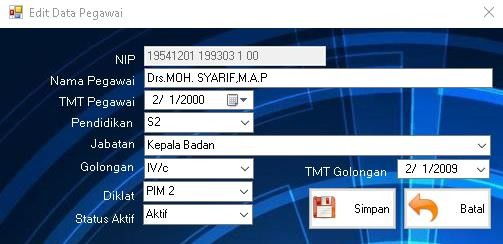 Edit Data Pegawai
NIP 19541201 199303 1 00
Nama Pegawai Drs.MOH. SYARIF,M.A.P
TMT Pegawai 2/ 1/2000
Pendidikan S2
Jabatan Kepala Badan
Golongan IV/c TMT Golongan 2/ 1/2009
Diklat PIM 2
Status Aktif Aktif
Simpan Batal